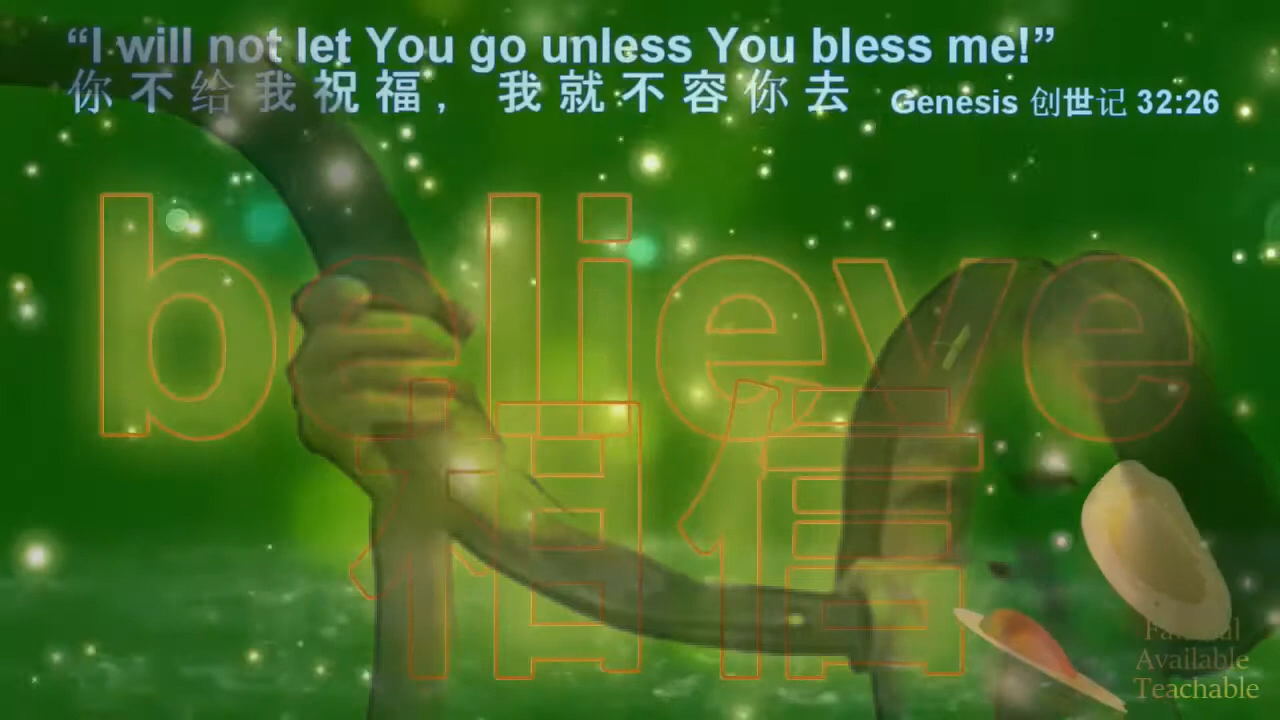 “I will not let You go unless You bless me!”
你不给我祝福，我就不容你去
Genesis 创世记 32:26
believe
相信
Faithful
Available
Teachable